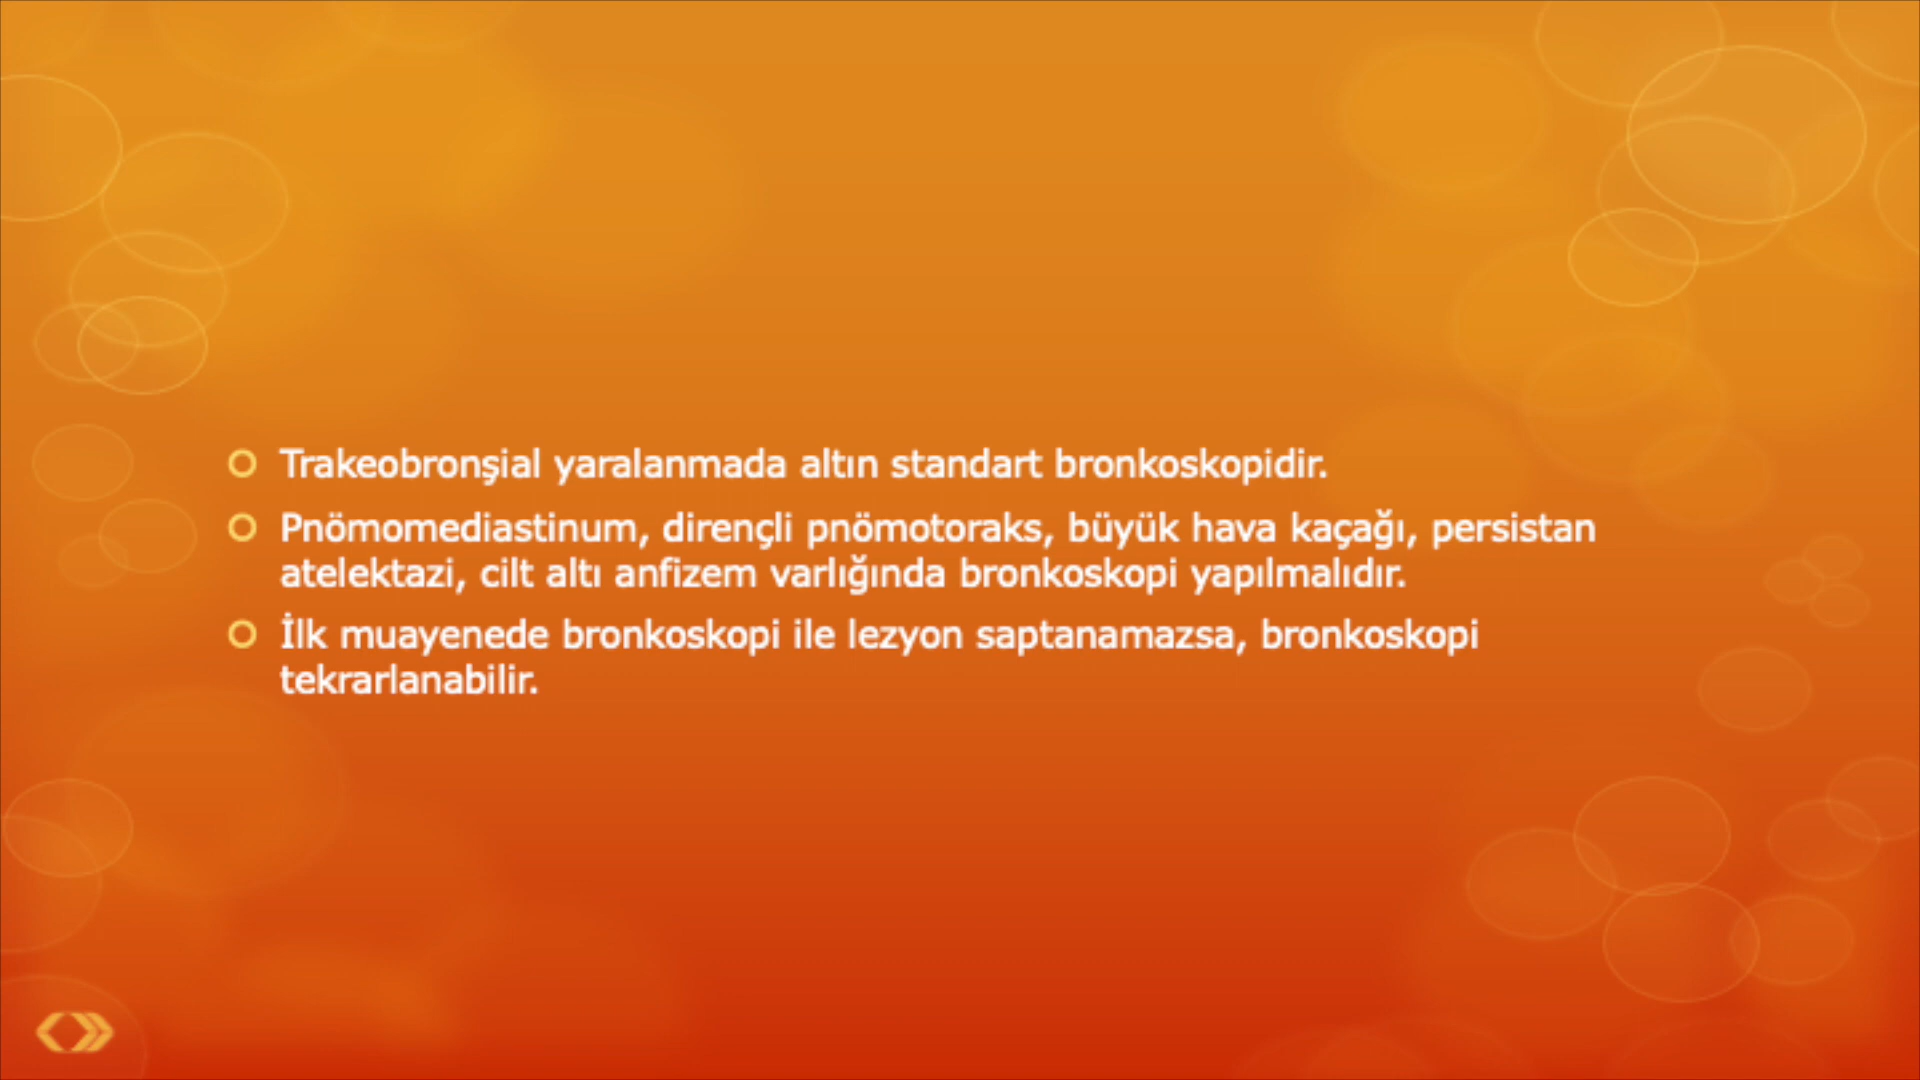 Trakeobronşial yaralanmada altın standart bronkoskopidir.
Pnömomediastinum, dirençli pnömotoraks, büyük hava kaçağı, persistan
atelektazi, cilt altı anfizem varlığında bronkoskopi yapılmalıdır.
İlk muayenede bronkoskopi ile lezyon saptanamazsa, bronkoskopi
tekrarlanabilir.